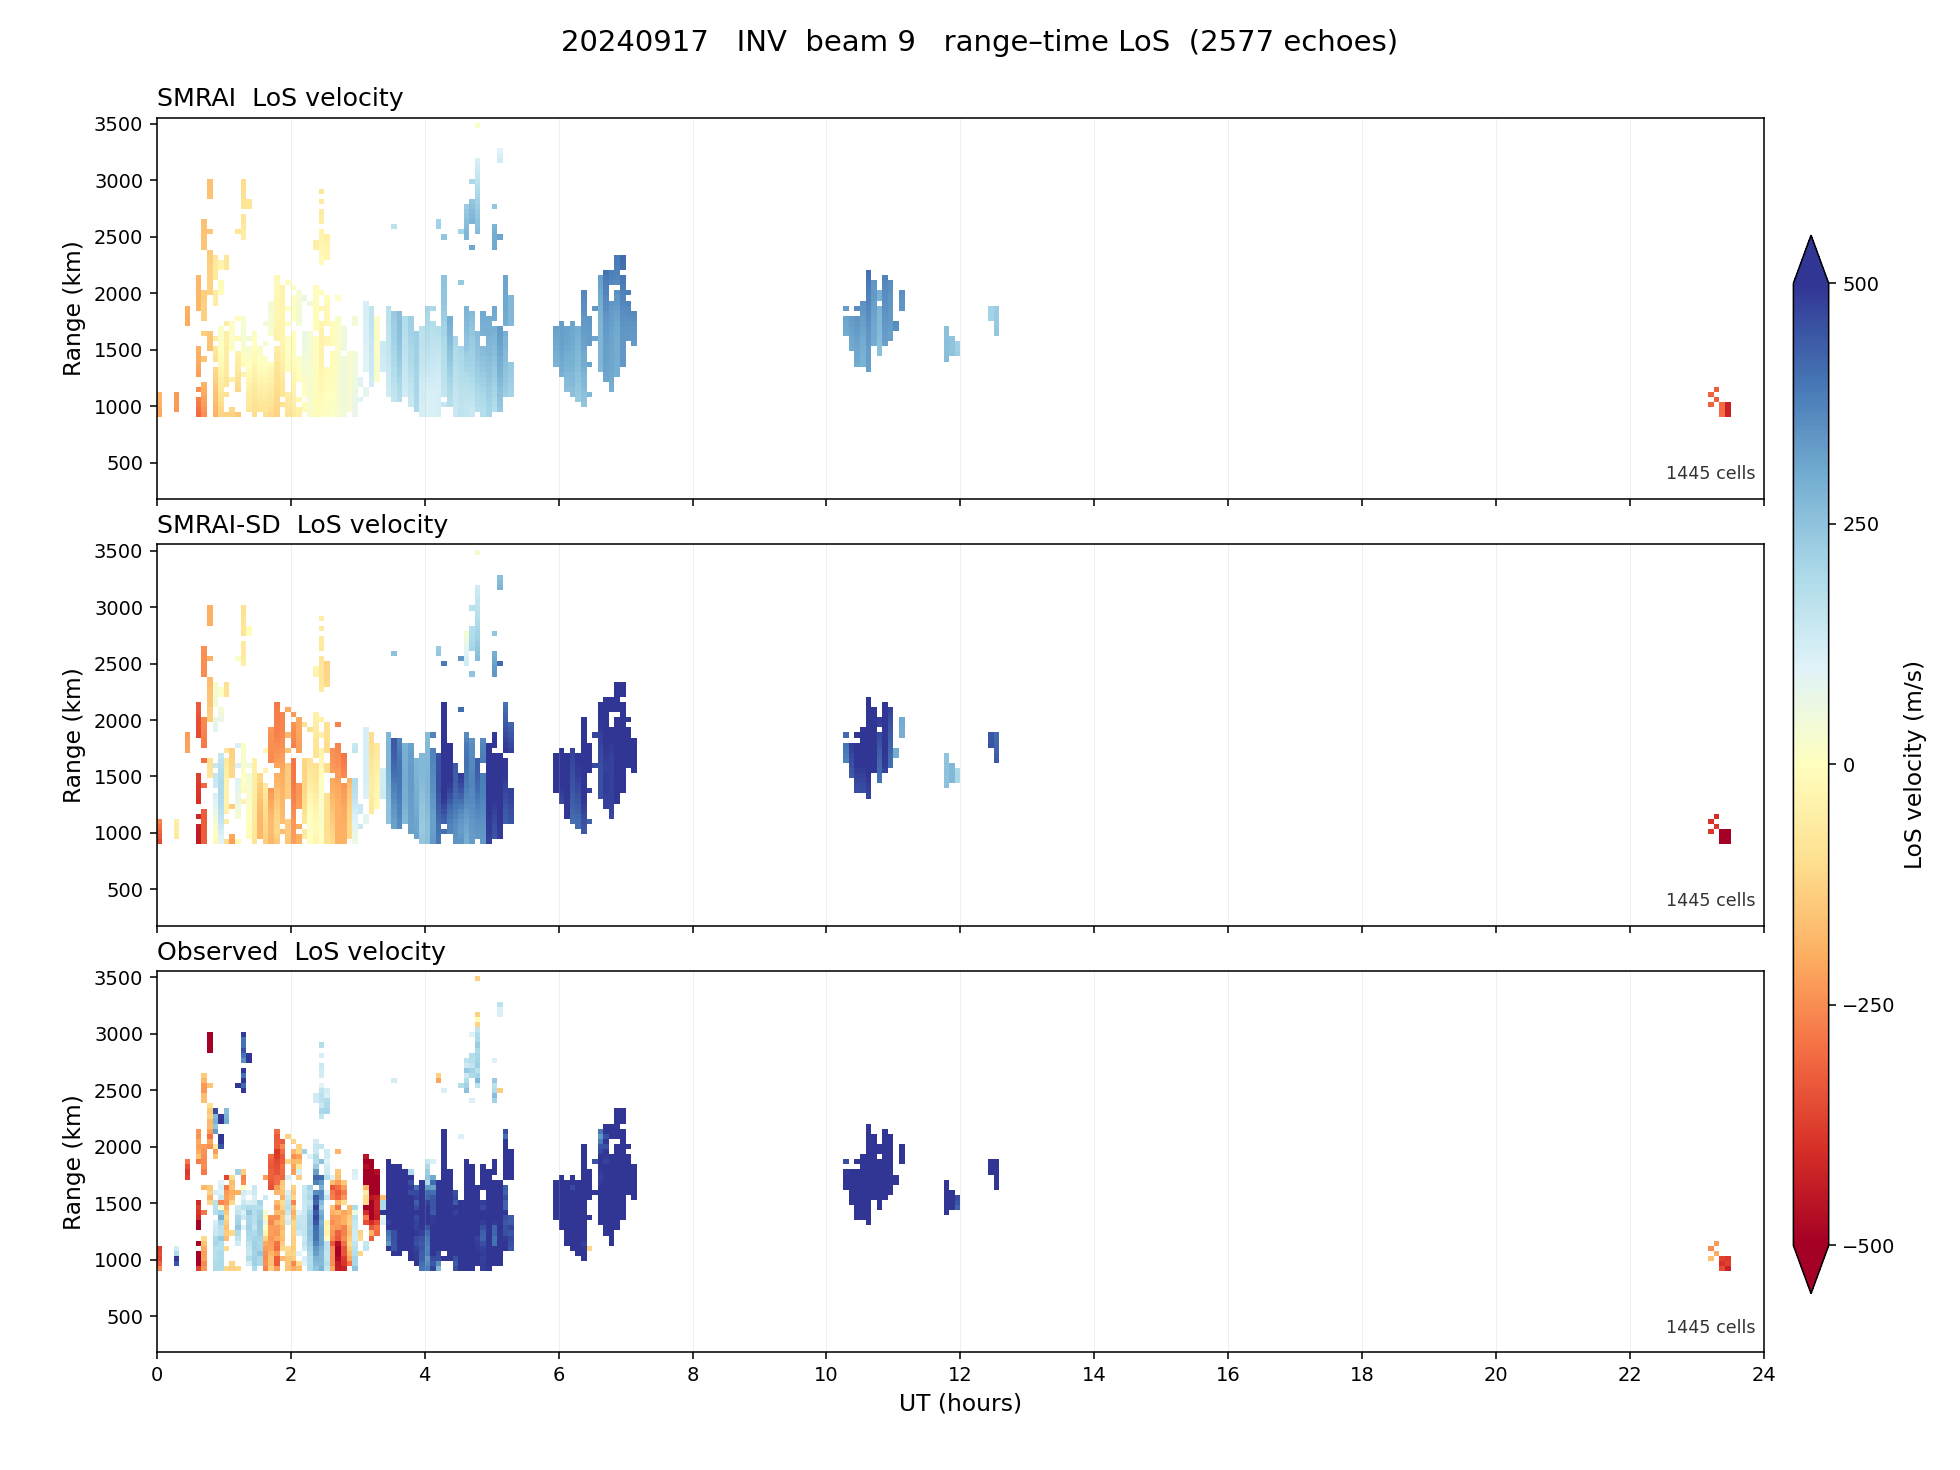 20240917   INV  beam 9   range–time LoS  (2577 echoes)
SMRAI  LoS velocity
3500
3000
2500
2000
1500
1000
500
Range (km)
1445 cells
SMRAI-SD  LoS velocity
3500
3000
2500
2000
1500
1000
500
Range (km)
1445 cells
Observed  LoS velocity
3500
3000
2500
2000
1500
1000
500
Range (km)
1445 cells
0 2 4 6 8 10 12 14 16 18 20 22 24
UT (hours)
500
250
0
−250
−500
LoS velocity (m/s)